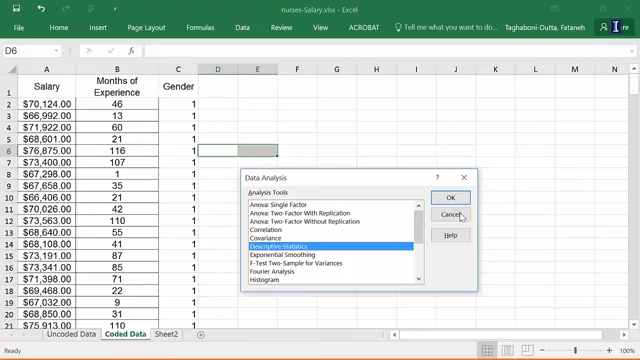 nurses-Salary.xlsx - Excel
File Home Insert Page Layout Formulas Data Review View ACROBAT Tell me what you want to do... Taghaboni-Dutta, Fataneh
D6 fx
A B C D E F G H I J K L M N
1 Salary Months of Experience Gender
2 $70,124.00 46 1
3 $66,992.00 13 1
4 $71,922.00 60 1
5 $68,601.00 21 1
6 $76,875.00 116 1
7 $73,400.00 107 1
8 $67,298.00 1 1
9 $67,658.00 35 1
10 $66,406.00 21 1
11 $70,026.00 42 1
12 $73,563.00 110 1
13 $68,640.00 55 1
14 $68,108.00 41 1
15 $73,191.00 87 1
16 $73,341.00 85 1
17 $71,398.00 71 1
18 $69,468.00 22 1
19 $67,032.00 9 1
20 $68,850.00 31 1
21 $75,913.00 110 1
Data Analysis ?
Analysis Tools
Anova: Single Factor
Anova: Two-Factor With Replication
Anova: Two-Factor Without Replication
Correlation
Covariance
Descriptive Statistics
Exponential Smoothing
F-Test Two-Sample for Variances
Fourier Analysis
Histogram
OK
Cancel
Help
Uncoded Data Coded Data Sheet2
Ready 100%